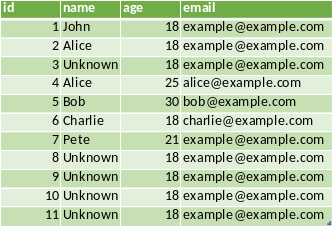 id name age email
1 John 18 example@example.com
2 Alice 18 example@example.com
3 Unknown 18 example@example.com
4 Alice 25 alice@example.com
5 Bob 30 bob@example.com
6 Charlie 18 charlie@example.com
7 Pete 21 example@example.com
8 Unknown 18 example@example.com
9 Unknown 18 example@example.com
10 Unknown 18 example@example.com
11 Unknown 18 example@example.com